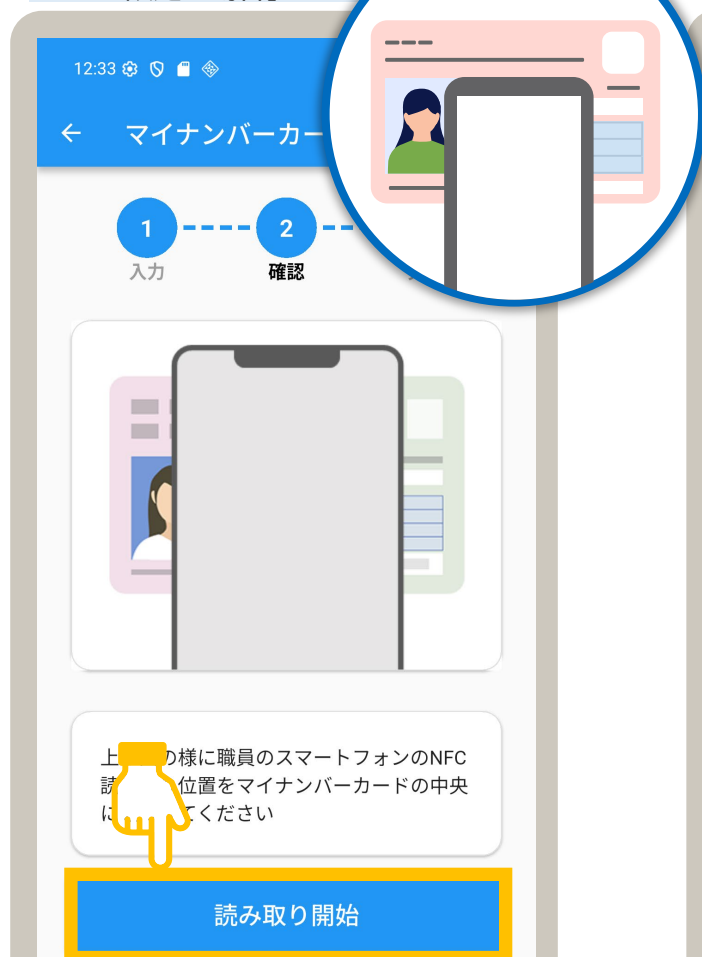 12:33
マイナンバーカー
1
2
入力
確認
上 の様に職員のスマートフォンのNFC
読 位置をマイナンバーカードの中央
に てください
読み取り開始